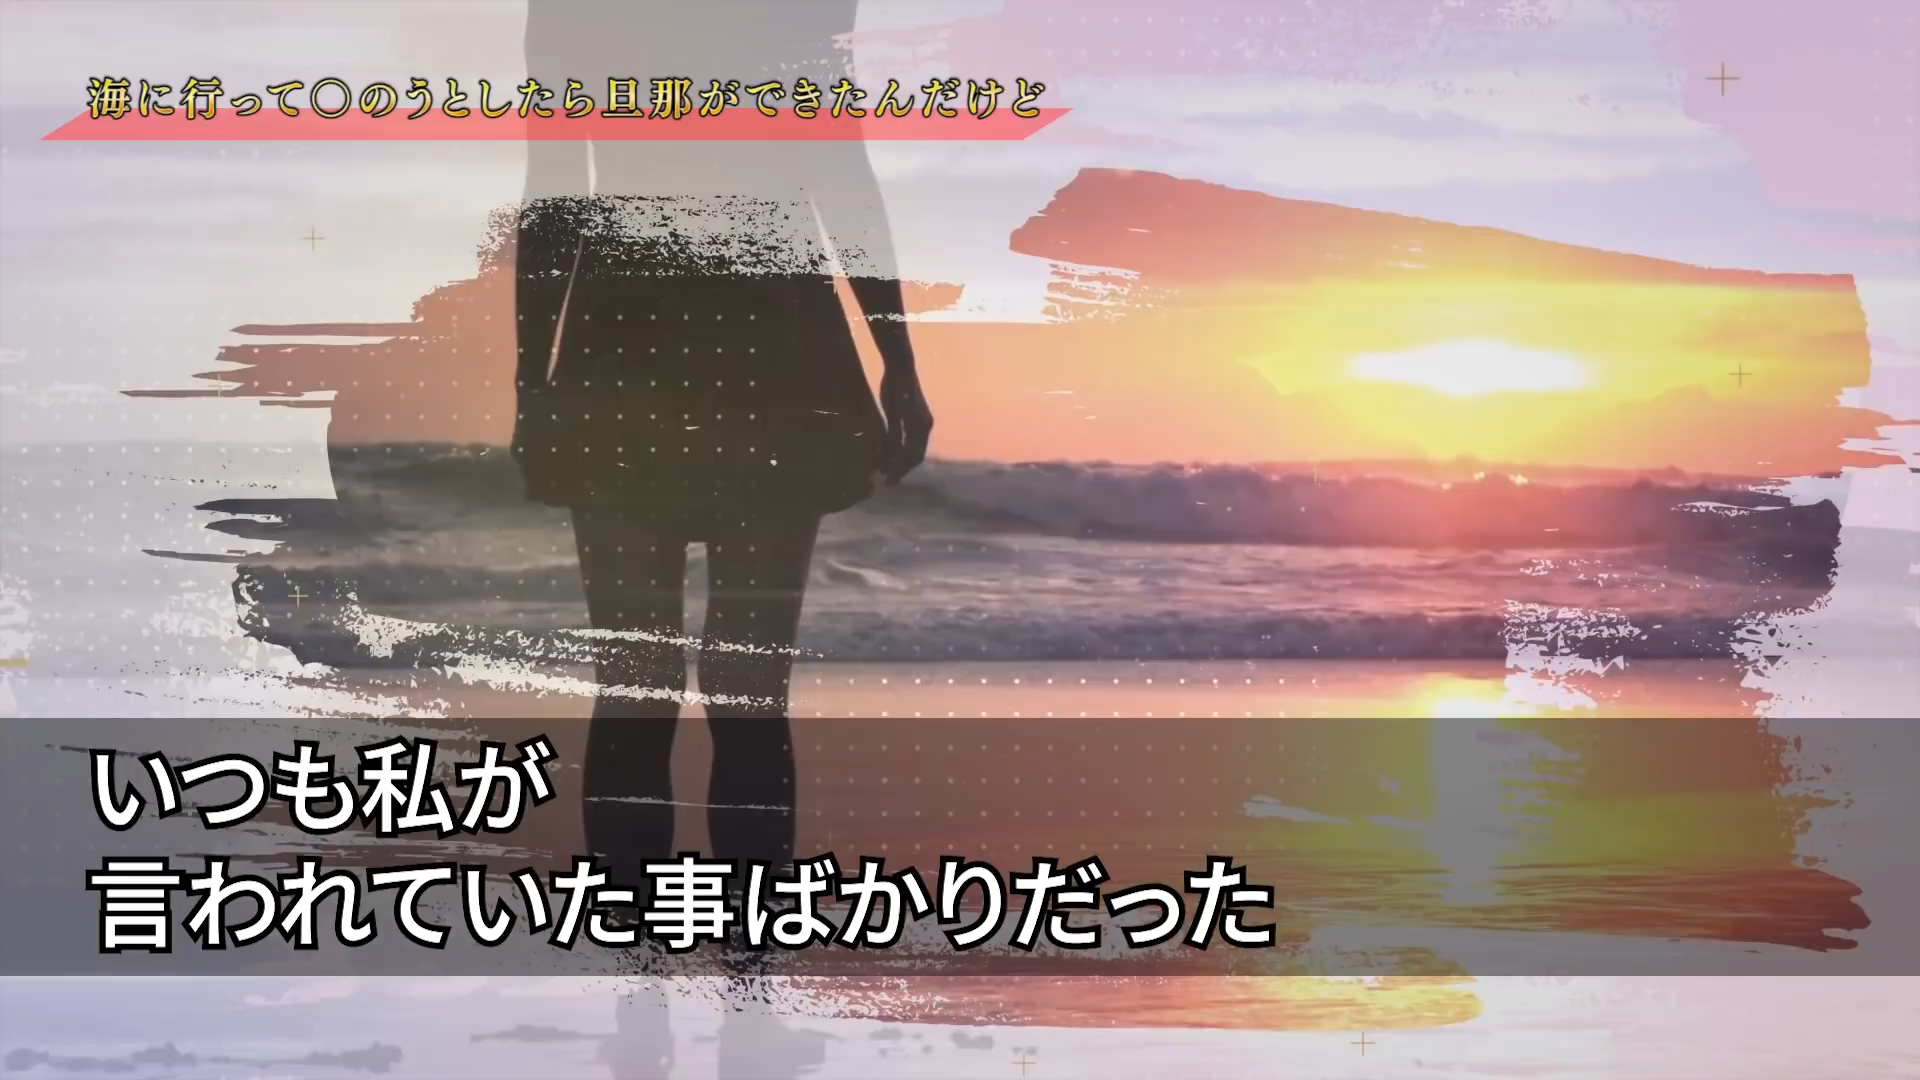 海に行って〇のうとしたら旦那ができたんだけど
いつも私が
言われていた事ばかりだった